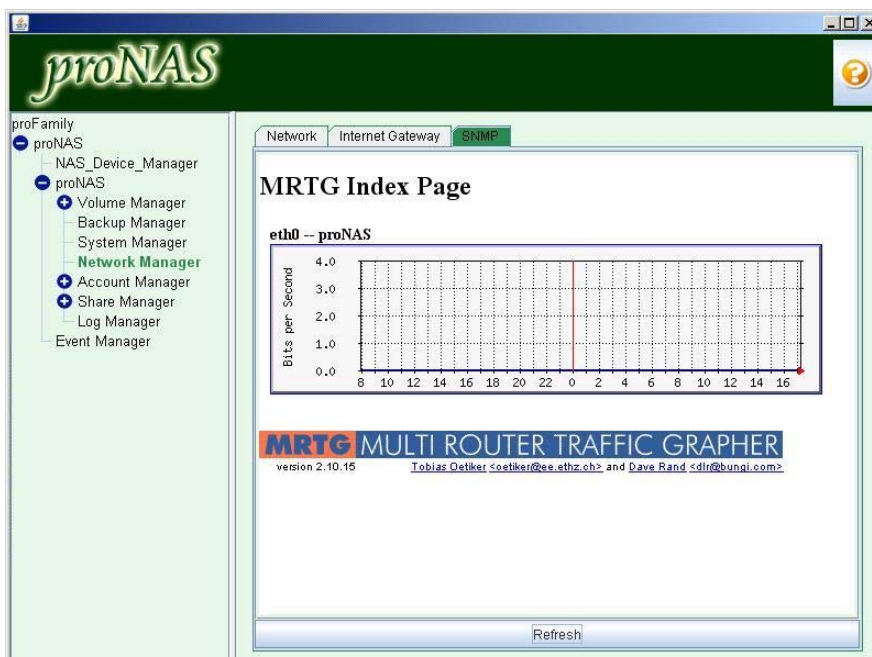 proNAS
proFamily
proNAS
NAS_Device_Manager
proNAS
Volume Manager
Backup Manager
System Manager
Network Manager
Account Manager
Share Manager
Log Manager
Event Manager
Network Internet Gateway SNMP
MRTG Index Page
eth0 -- proNAS
Bits per Second
4.0
3.0
2.0
1.0
0.0
8 10 12 14 16 18 20 22 0 2 4 6 8 10 12 14 16
MRTG MULTI ROUTER TRAFFIC GRAPHER
version 2.10.15 Tobias Oetiker <oetiker@ee.ethz.ch> and Dave Rand <dlr@bungi.com>
Refresh